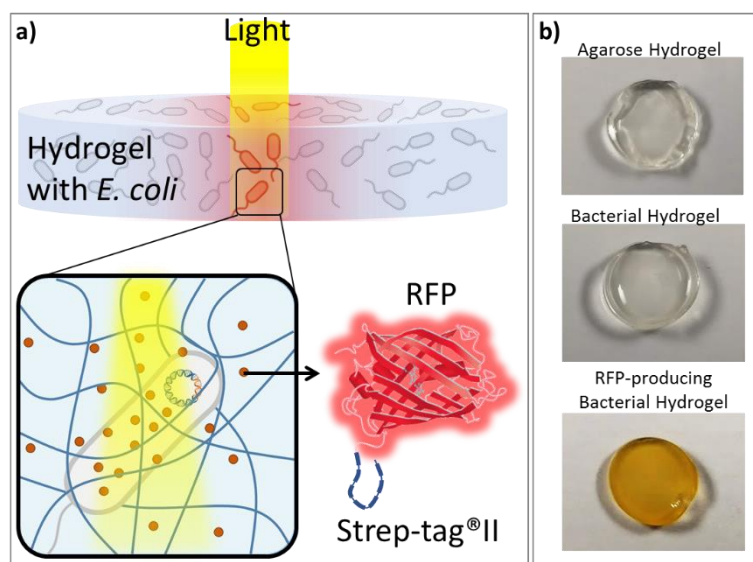 a)
Light
Hydrogel
with E. coli
RFP
Strep-tag®II
b)
Agarose Hydrogel
Bacterial Hydrogel
RFP-producing
Bacterial Hydrogel